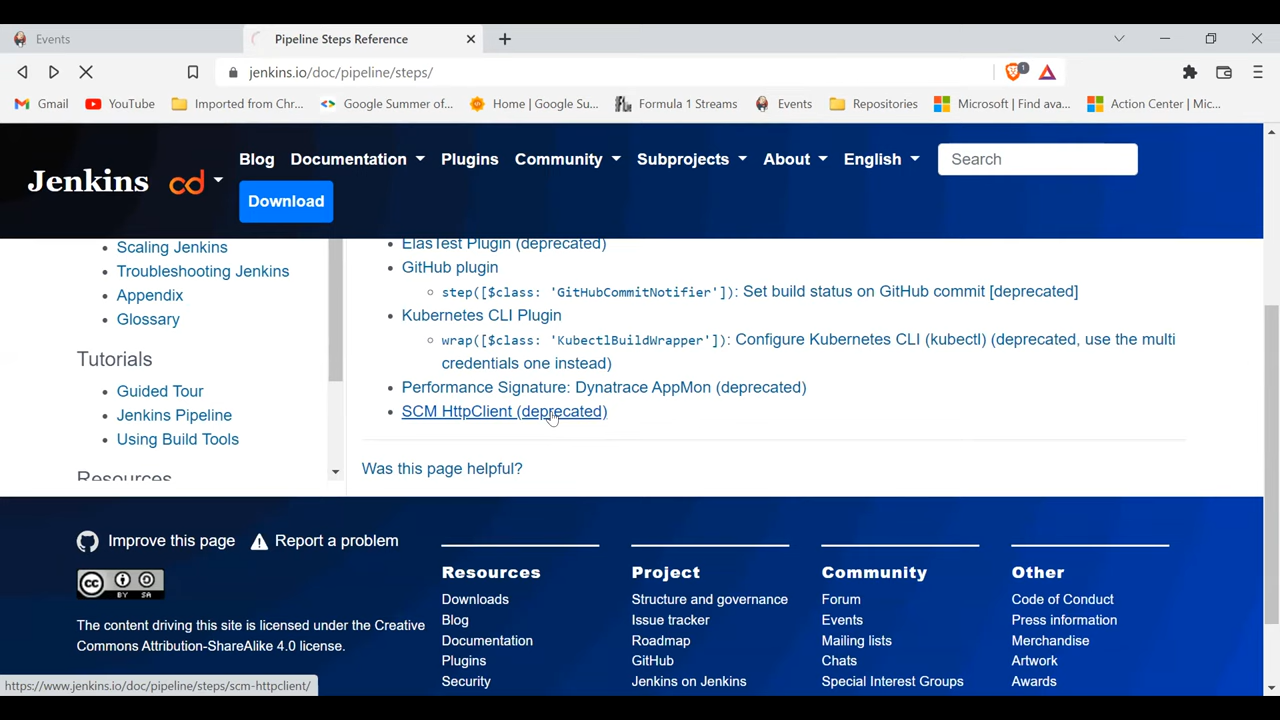 Events
Pipeline Steps Reference
jenkins.io/doc/pipeline/steps/
1
Gmail
YouTube
Imported from Chr...
Google Summer of...
Home | Google Su...
Formula 1 Streams
Events
Repositories
Microsoft | Find ava...
Action Center | Mic...
Jenkins
cd
Blog
Documentation
Plugins
Community
Subprojects
About
English
Search
Download
Scaling Jenkins
Troubleshooting Jenkins
Appendix
Glossary
Tutorials
Guided Tour
Jenkins Pipeline
Using Build Tools
Resources
ElasTest Plugin (deprecated)
GitHub plugin
step([$class: 'GitHubCommitNotifier']): Set build status on GitHub commit [deprecated]
Kubernetes CLI Plugin
wrap([$class: 'KubectlBuildWrapper']): Configure Kubernetes CLI (kubectl) (deprecated, use the multi
credentials one instead)
Performance Signature: Dynatrace AppMon (deprecated)
SCM HttpClient (deprecated)
Was this page helpful?
Improve this page
Report a problem
cc
BY SA
The content driving this site is licensed under the Creative
Commons Attribution-ShareAlike 4.0 license.
Resources
Downloads
Blog
Documentation
Plugins
Security
Project
Structure and governance
Issue tracker
Roadmap
GitHub
Jenkins on Jenkins
Community
Forum
Events
Mailing lists
Chats
Special Interest Groups
Other
Code of Conduct
Press information
Merchandise
Artwork
Awards
https://www.jenkins.io/doc/pipeline/steps/scm-httpclient/